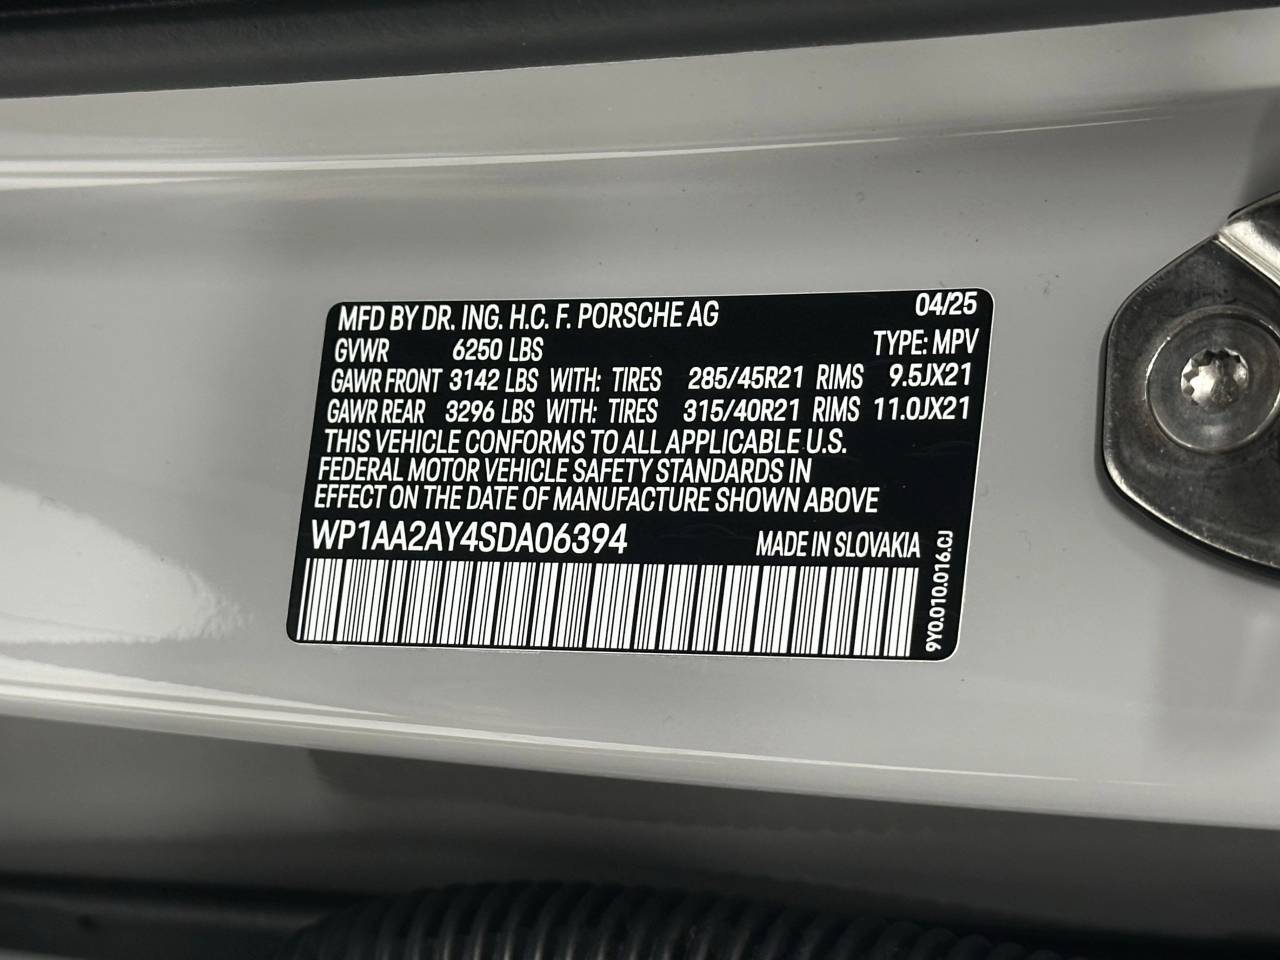 MFD BY DR. ING. H.C. F. PORSCHE AG 04/25
GVWR 6250 LBS TYPE: MPV
GAWR FRONT 3142 LBS WITH: TIRES 285/45R21 RIMS 9.5JX21
GAWR REAR 3296 LBS WITH: TIRES 315/40R21 RIMS 11.0JX21
THIS VEHICLE CONFORMS TO ALL APPLICABLE U.S.
FEDERAL MOTOR VEHICLE SAFETY STANDARDS IN
EFFECT ON THE DATE OF MANUFACTURE SHOWN ABOVE
WP1AA2AY4SDA06394 MADE IN SLOVAKIA
9Y0.010.016.CJ